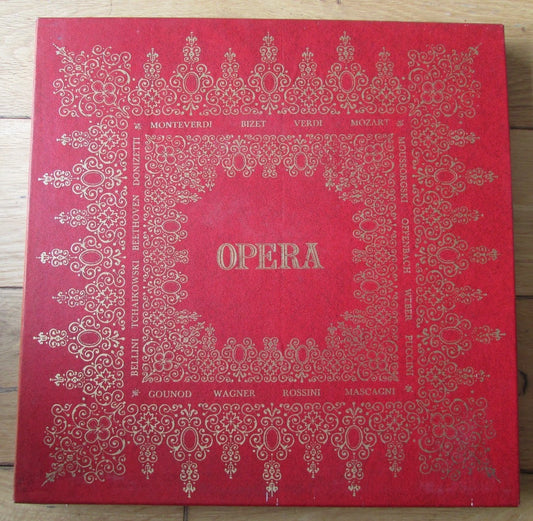 MONTEVERDI BIZET VERDI MOZART
MOUSSORGSKI OFFENBACH WEBER PUCCINI
BELLINI TCHAIKOWSKI BEETHOVEN DONIZETTI
OPERA
GOUNOD WAGNER ROSSINI MASCAGNI